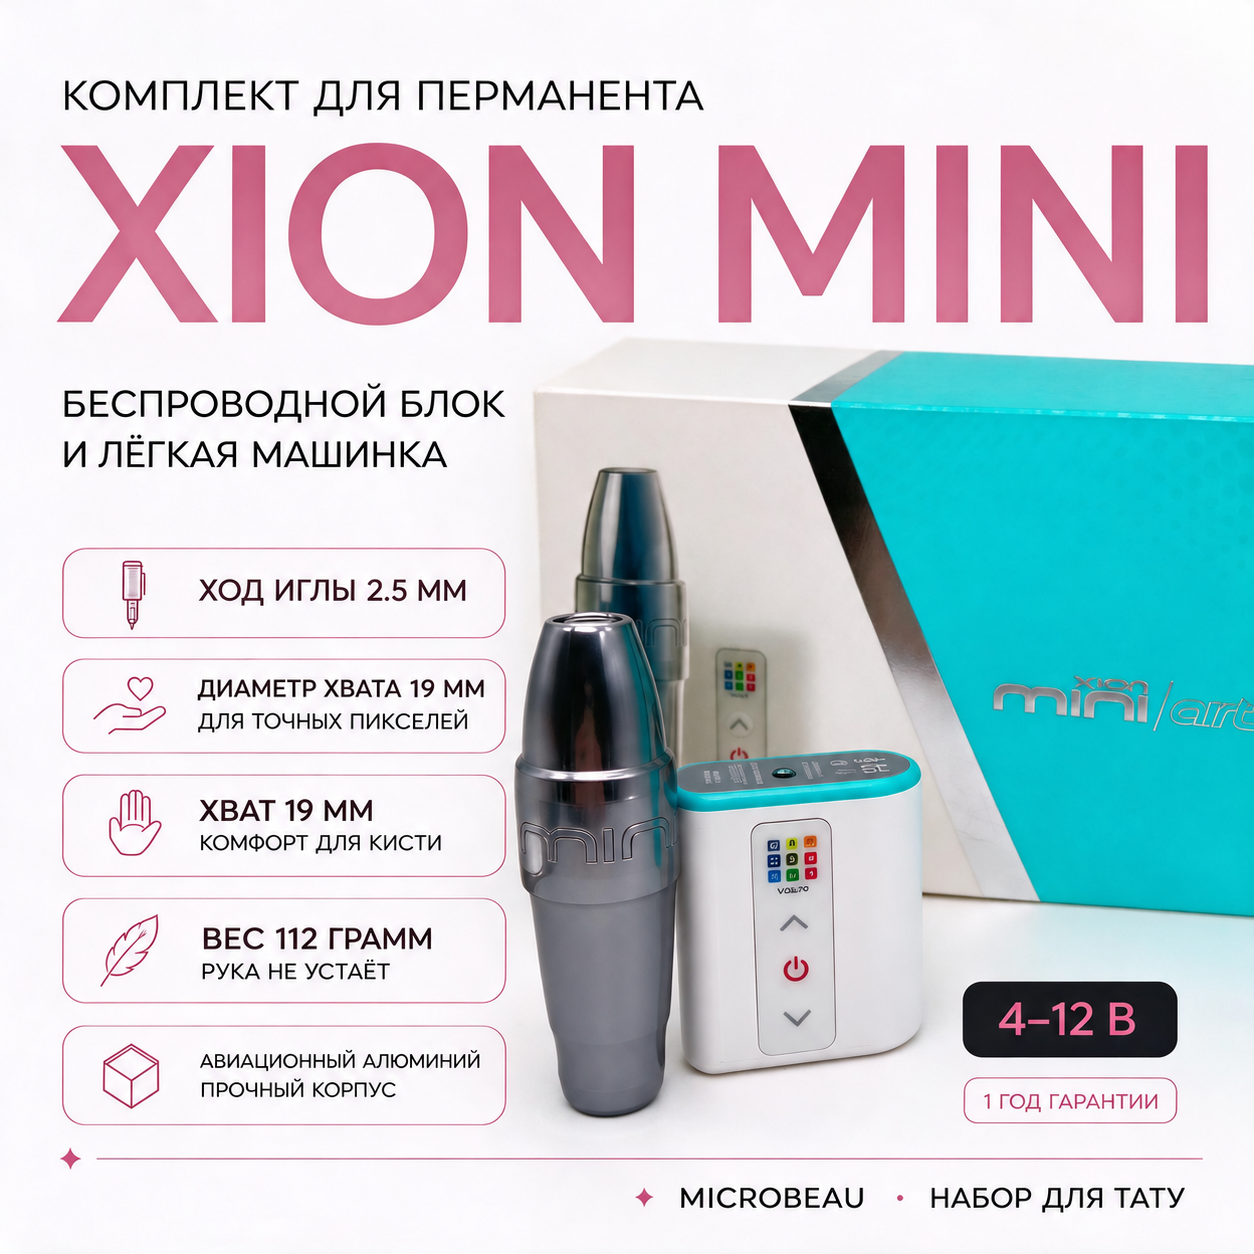 КОМПЛЕКТ ДЛЯ ПЕРМАНЕНТА
XION MINI
БЕСПРОВОДНОЙ БЛОК
И ЛЁГКАЯ МАШИНКА
ХОД ИГЛЫ 2.5 ММ
ДИАМЕТР ХВАТА 19 ММ
ДЛЯ ТОЧНЫХ ПИКСЕЛЕЙ
ХВАТ 19 ММ
КОМФОРТ ДЛЯ КИСТИ
ВЕС 112 ГРАММ
РУКА НЕ УСТАЁТ
АВИАЦИОННЫЙ АЛЮМИНИЙ
ПРОЧНЫЙ КОРПУС
xion
mini/art
min
4–12 В
1 ГОД ГАРАНТИИ
MICROBEAU • НАБОР ДЛЯ ТАТУ